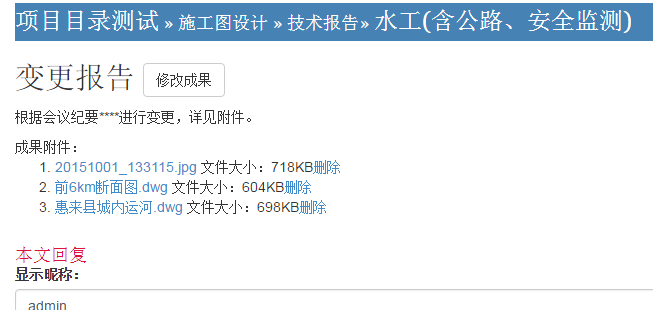 项目目录测试 » 施工图设计 » 技术报告» 水工(含公路、安全监测)
变更报告 修改成果
根据会议纪要****进行变更，详见附件。
成果附件：
1. 20151001_133115.jpg 文件大小：718KB删除
2. 前6km断面图.dwg 文件大小：604KB删除
3. 惠来县城内运河.dwg 文件大小：698KB删除
本文回复
显示昵称：
admin